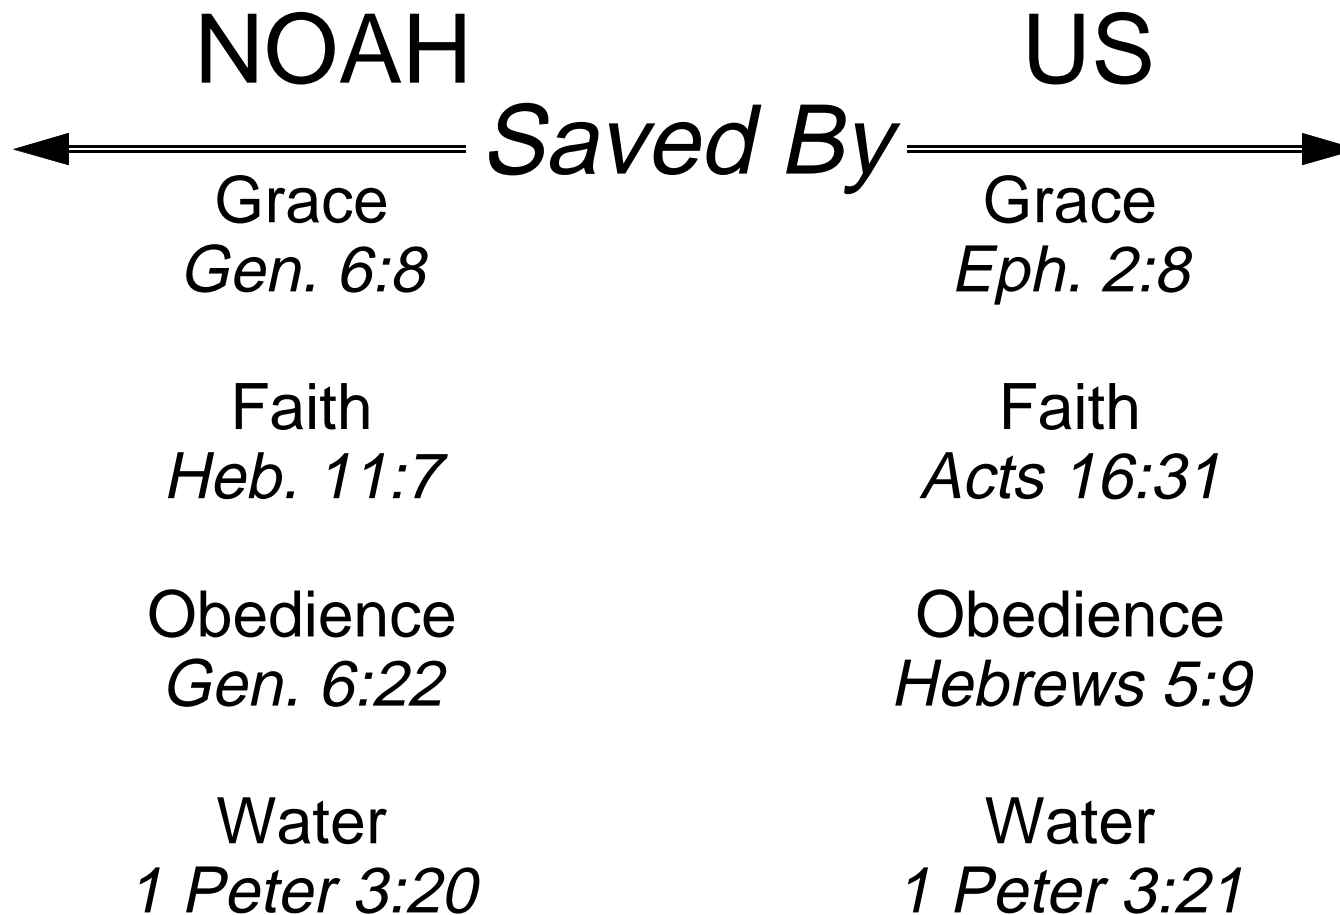 NOAH US
Saved By
Grace Grace
Gen. 6:8 Eph. 2:8
Faith Faith
Heb. 11:7 Acts 16:31
Obedience Obedience
Gen. 6:22 Hebrews 5:9
Water Water
1 Peter 3:20 1 Peter 3:21